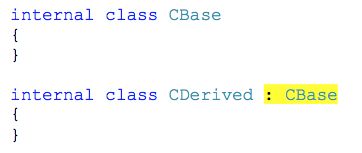 internal class CBase
{
}
internal class CDerived : CBase
{
}